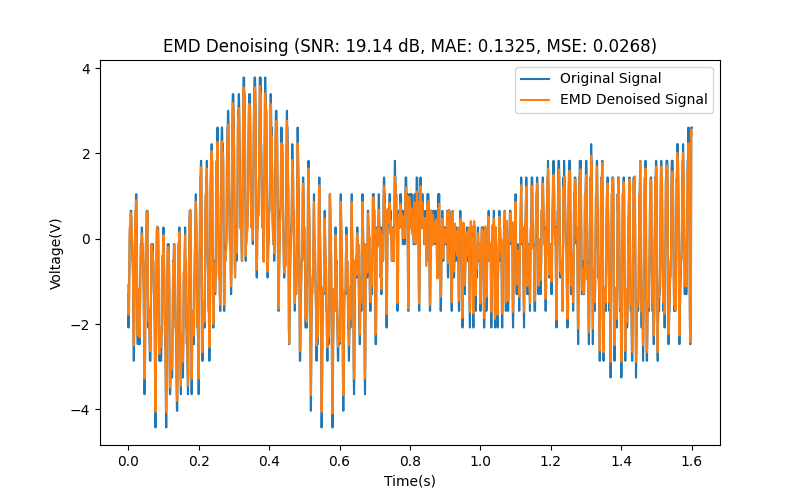 EMD Denoising (SNR: 19.14 dB, MAE: 0.1325, MSE: 0.0268)
Original Signal
EMD Denoised Signal
4
2
0
−2
−4
Voltage(V)
0.0 0.2 0.4 0.6 0.8 1.0 1.2 1.4 1.6
Time(s)